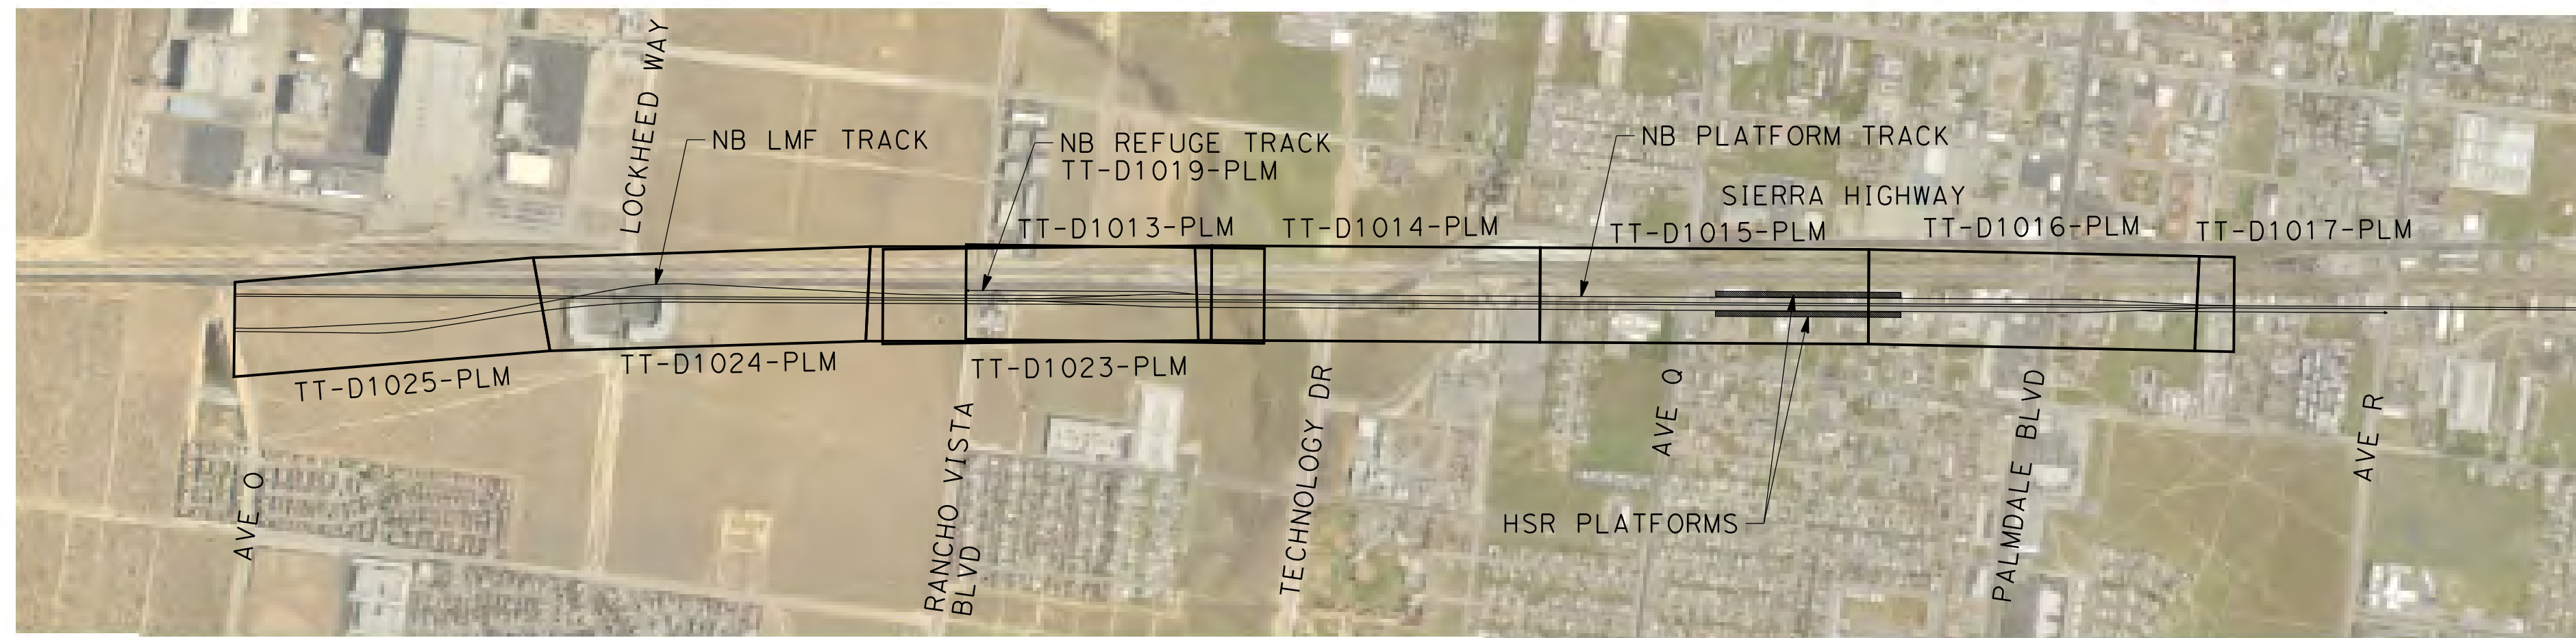 LOCKHEED WAY
NB LMF TRACK
NB REFUGE TRACK
TT-D1019-PLM
NB PLATFORM TRACK
SIERRA HIGHWAY
TT-D1013-PLM
TT-D1014-PLM
TT-D1015-PLM
TT-D1016-PLM
TT-D1017-PLM
TT-D1025-PLM
TT-D1024-PLM
TT-D1023-PLM
AVE O
RANCHO VISTA
BLVD
TECHNOLOGY DR
AVE Q
HSR PLATFORMS
PALMDALE BLVD
AVE R